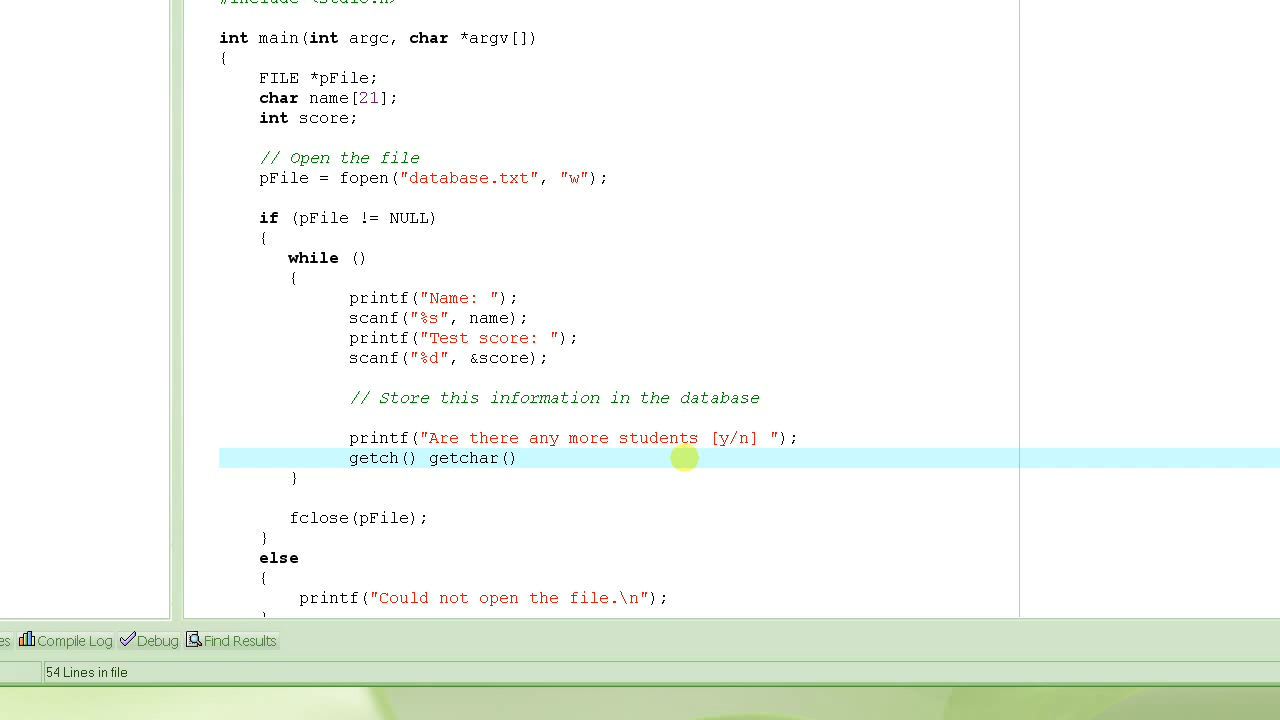 #include <stdio.h>
int main(int argc, char *argv[])
{
FILE *pFile;
char name[21];
int score;
// Open the file
pFile = fopen("database.txt", "w");
if (pFile != NULL)
{
while ()
{
printf("Name: ");
scanf("%s", name);
printf("Test score: ");
scanf("%d", &score);
// Store this information in the database
printf("Are there any more students [y/n] ");
getch() getchar()
}
fclose(pFile);
}
else
{
printf("Could not open the file.\n");
}
es Compile Log Debug Find Results
54 Lines in file